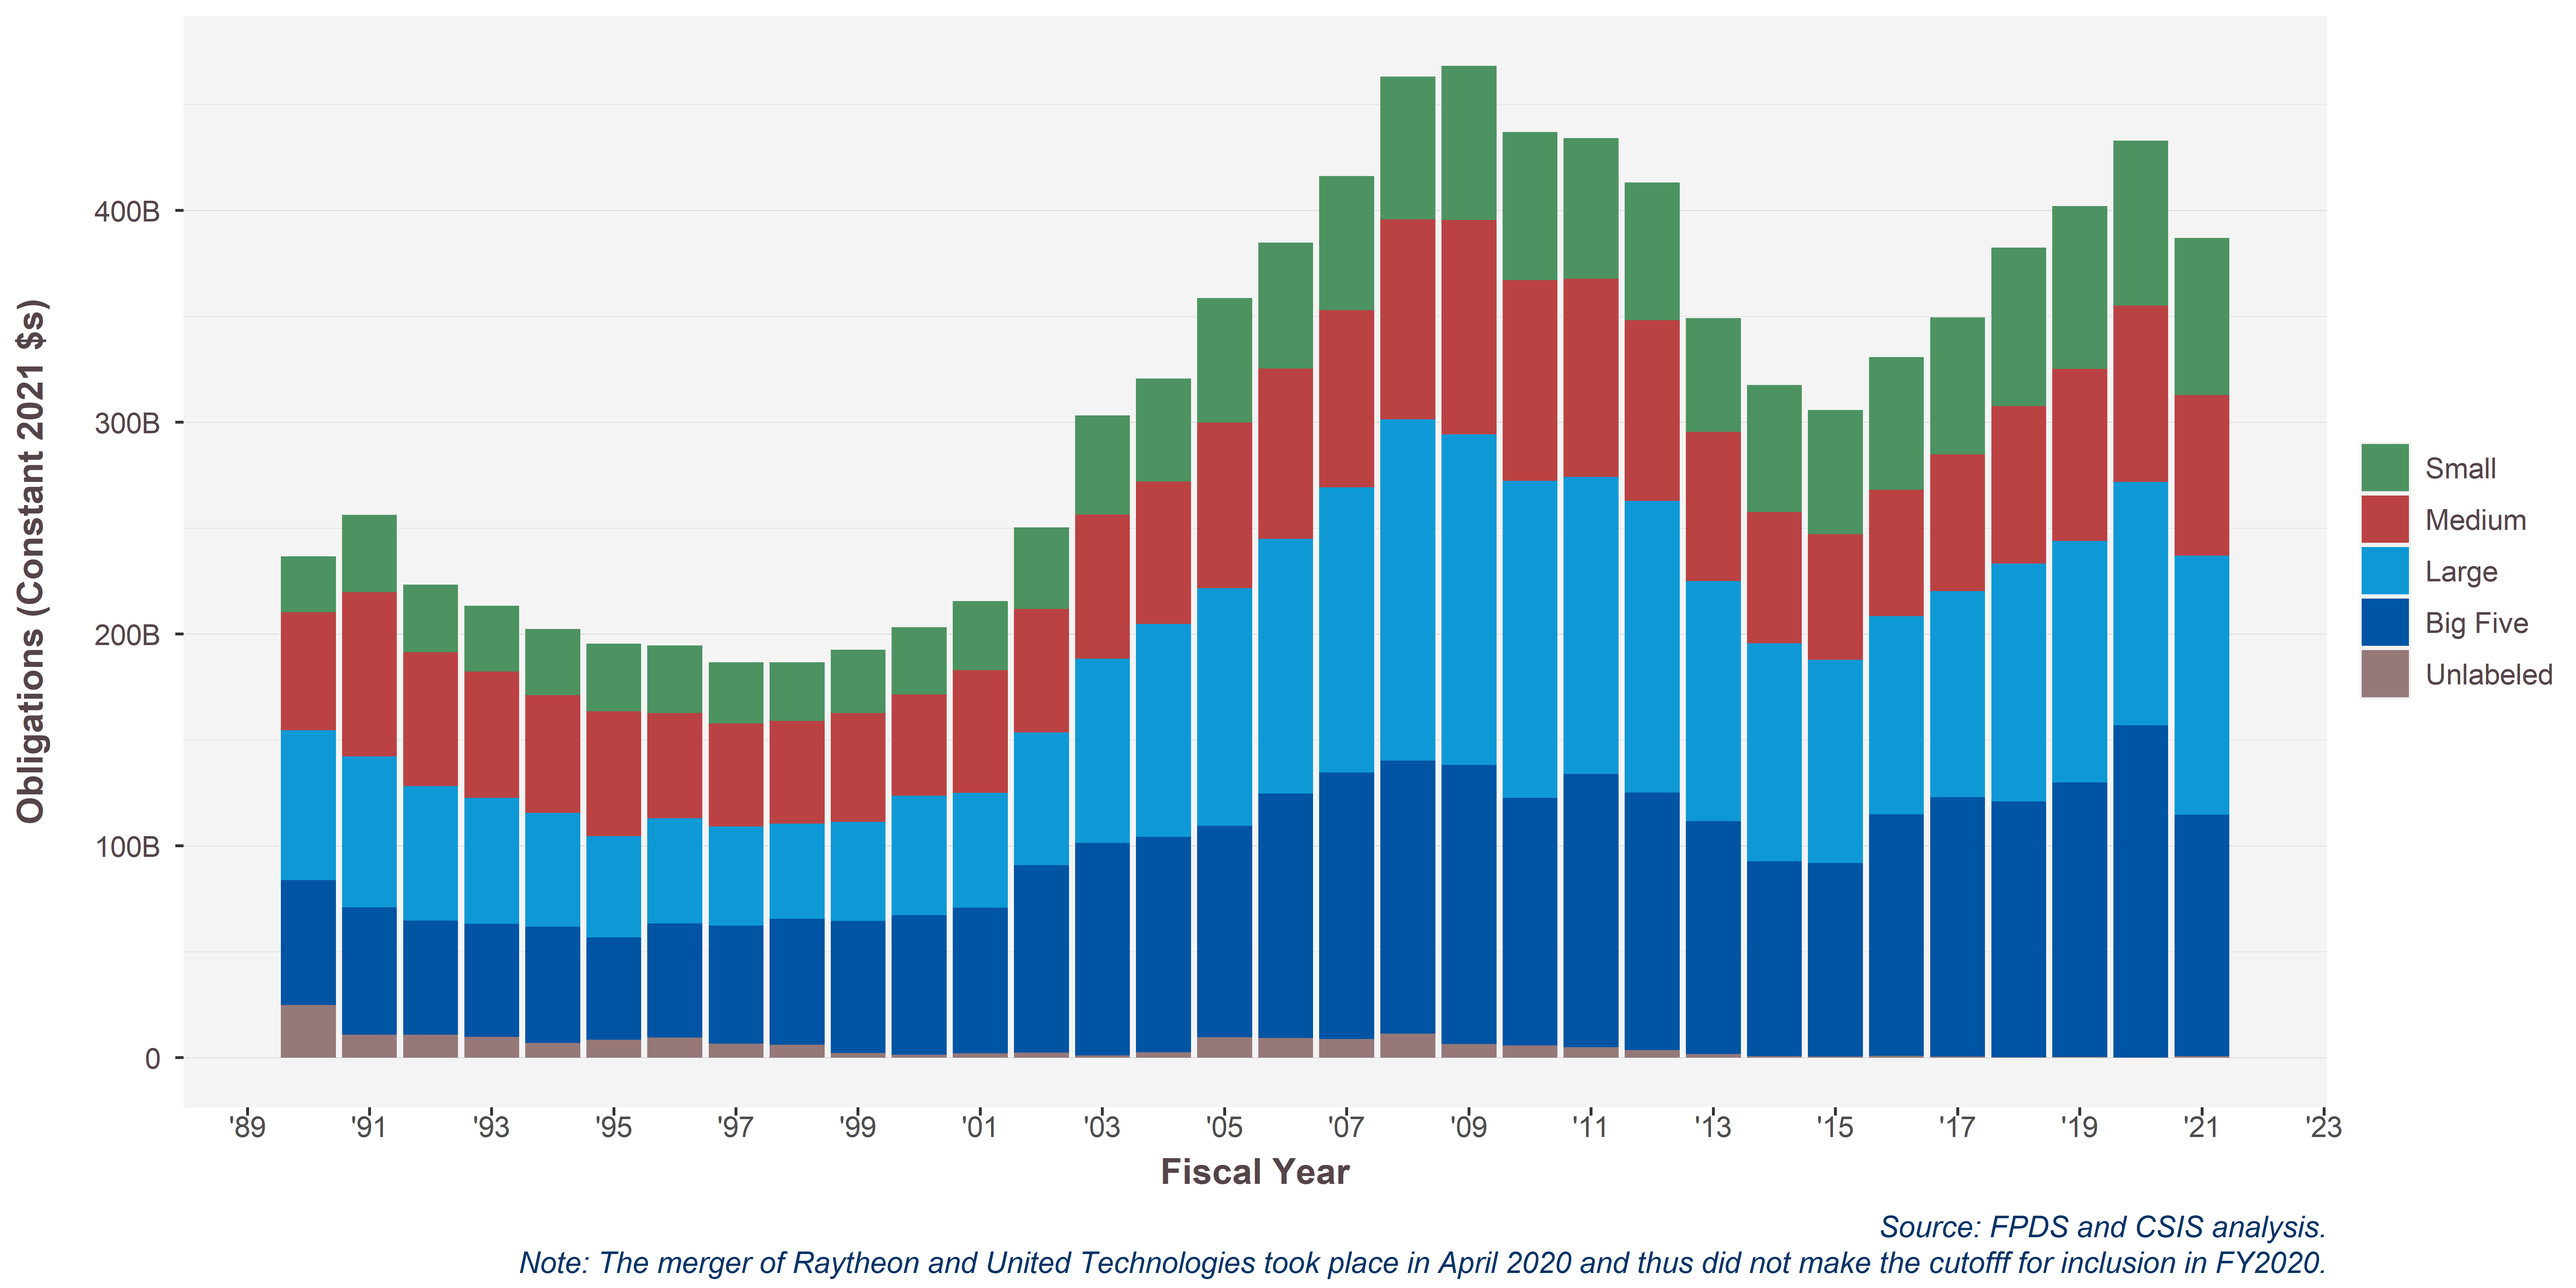 Obligations (Constant 2021 $s)
400B
300B
200B
100B
0
'89 '91 '93 '95 '97 '99 '01 '03 '05 '07 '09 '11 '13 '15 '17 '19 '21 '23
Fiscal Year
Small
Medium
Large
Big Five
Unlabeled
Source: FPDS and CSIS analysis.
Note: The merger of Raytheon and United Technologies took place in April 2020 and thus did not make the cutofff for inclusion in FY2020.